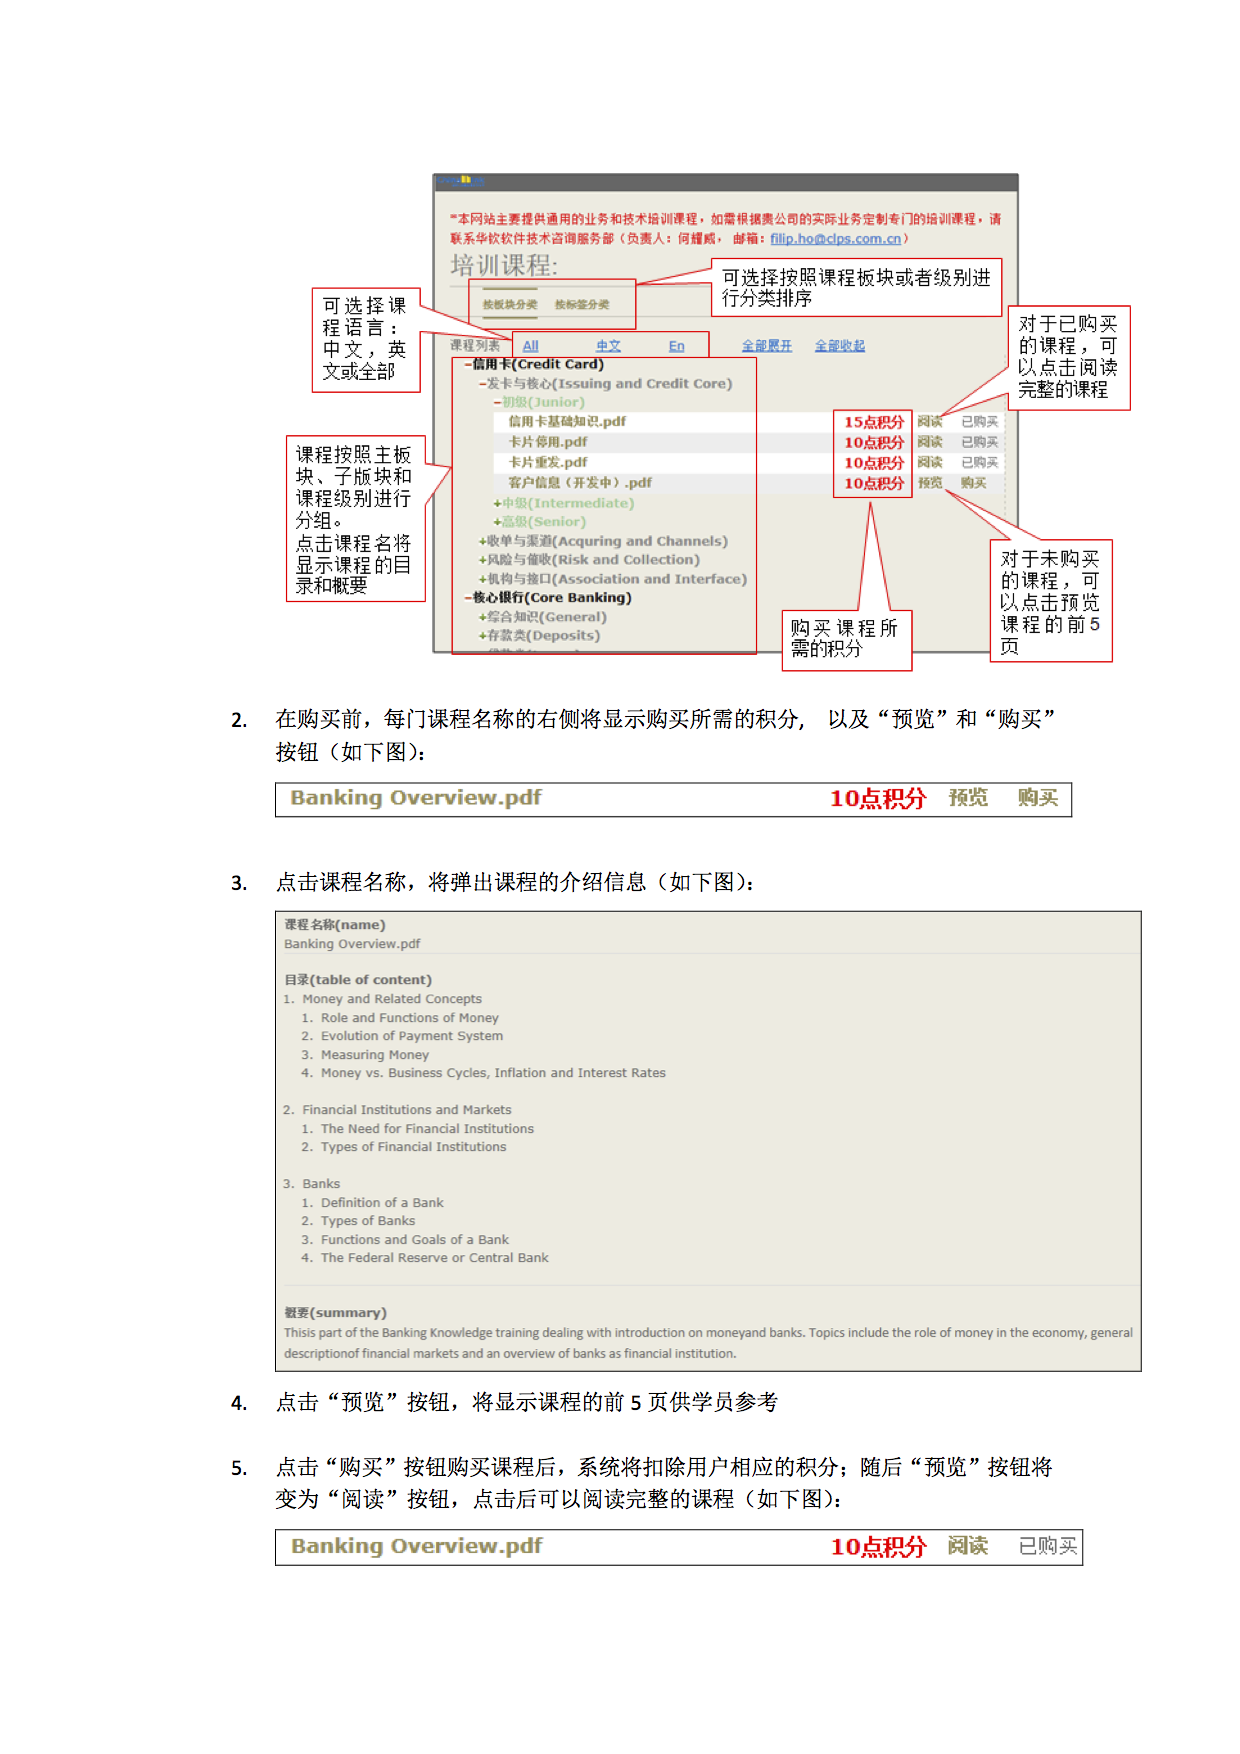 *本网站主要提供通用的业务和技术培训课程，如需根据贵公司的实际业务定制专门的培训课程，请
联系华钦软件技术咨询服务部（负责人：何耀威， 邮箱：filip.ho@clps.com.cn）
培训课程:
可选择按照课程板块或者级别进
行分类排序
按板块分类 按标签分类
可选择课
程语言：
中文，英
文或全部
对于已购买
的课程，可
以点击阅读
完整的课程
课程列表 All 中文 En 全部展开 全部收起
−信用卡(Credit Card)
−发卡与核心(Issuing and Credit Core)
−初级(Junior)
信用卡基础知识.pdf 15点积分 阅读 已购买
卡片停用.pdf 10点积分 阅读 已购买
卡片重发.pdf 10点积分 阅读 已购买
客户信息（开发中）.pdf 10点积分 预览 购买
+中级(Intermediate)
+高级(Senior)
+收单与渠道(Acquring and Channels)
+风险与催收(Risk and Collection)
+机构与接口(Association and Interface)
−核心银行(Core Banking)
+综合知识(General)
+存款类(Deposits)
课程按照主板
块、子版块和
课程级别进行
分组。
点击课程名将
显示课程的目
录和概要
对于未购买
的课程，可
以点击预览
课程的前5
页
购买课程所
需的积分
2. 在购买前，每门课程名称的右侧将显示购买所需的积分, 以及“预览”和“购买”
按钮（如下图）：
Banking Overview.pdf 10点积分 预览 购买
3. 点击课程名称，将弹出课程的介绍信息（如下图）：
课程名称(name)
Banking Overview.pdf
目录(table of content)
1. Money and Related Concepts
1. Role and Functions of Money
2. Evolution of Payment System
3. Measuring Money
4. Money vs. Business Cycles, Inflation and Interest Rates
2. Financial Institutions and Markets
1. The Need for Financial Institutions
2. Types of Financial Institutions
3. Banks
1. Definition of a Bank
2. Types of Banks
3. Functions and Goals of a Bank
4. The Federal Reserve or Central Bank
概要(summary)
Thisis part of the Banking Knowledge training dealing with introduction on moneyand banks. Topics include the role of money in the economy, general
descriptionof financial markets and an overview of banks as financial institution.
4. 点击“预览”按钮，将显示课程的前 5 页供学员参考
5. 点击“购买”按钮购买课程后，系统将扣除用户相应的积分；随后“预览”按钮将
变为“阅读”按钮，点击后可以阅读完整的课程（如下图）：
Banking Overview.pdf 10点积分 阅读 已购买